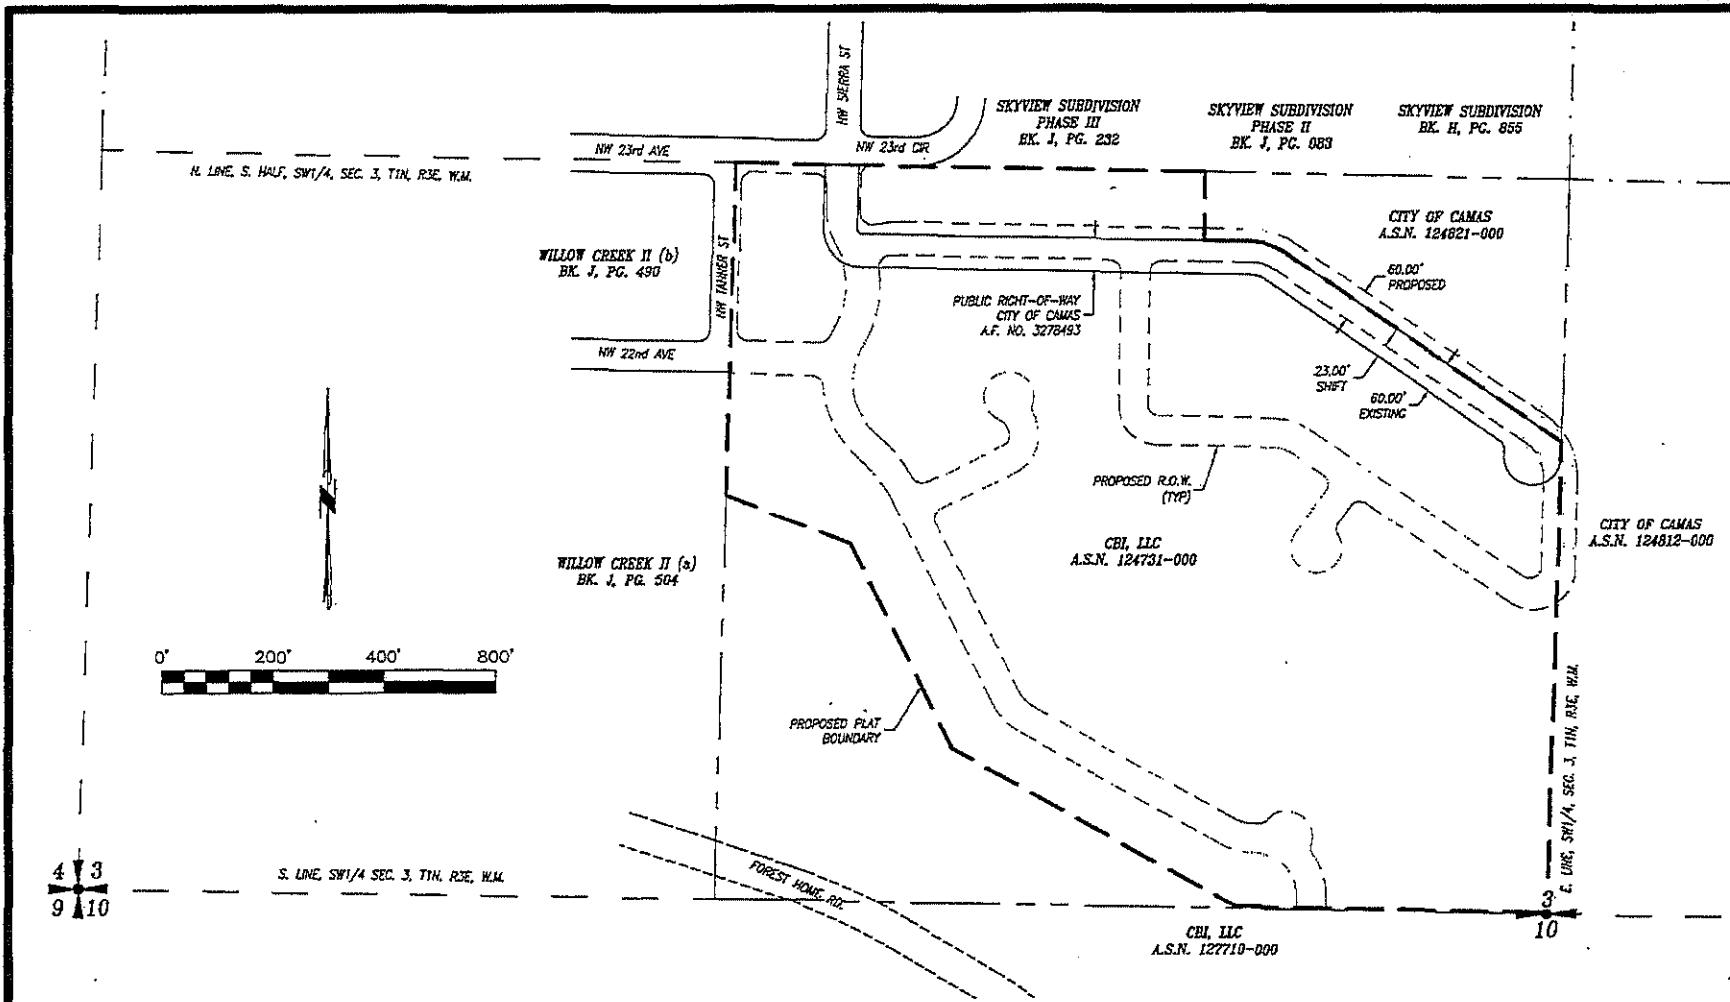 NW SIERRA ST
SKYVIEW SUBDIVISION
PHASE III
BK. J, PG. 232
SKYVIEW SUBDIVISION
PHASE II
BK. J, PG. 083
SKYVIEW SUBDIVISION
BK. H, PG. 855
NW 23rd AVE
NW 23rd CIR
N. LINE, S. HALF, SW1/4, SEC. 3, T1N, R3E, W.M.
CITY OF CAMAS
A.S.N. 124821-000
WILLOW CREEK II (b)
BK. J, PG. 490
NW TANNER ST
60.00'
PROPOSED
PUBLIC RIGHT-OF-WAY
CITY OF CAMAS
A.F. NO. 3278493
NW 22nd AVE
23.00'
SHIFT
60.00'
EXISTING
PROPOSED R.O.W.
(TYP)
CITY OF CAMAS
A.S.N. 124812-000
CBI, LLC
A.S.N. 124731-000
WILLOW CREEK II (a)
BK. J, PG. 504
N
0' 200' 400' 800'
PROPOSED PLAT
BOUNDARY
E. LINE, SW1/4, SEC. 3, T1N, R3E, W.M.
4 3
9 10
S. LINE, SW1/4 SEC. 3, T1N, R3E, W.M.
FOREST HOME RD.
3
10
CBI, LLC
A.S.N. 127710-000